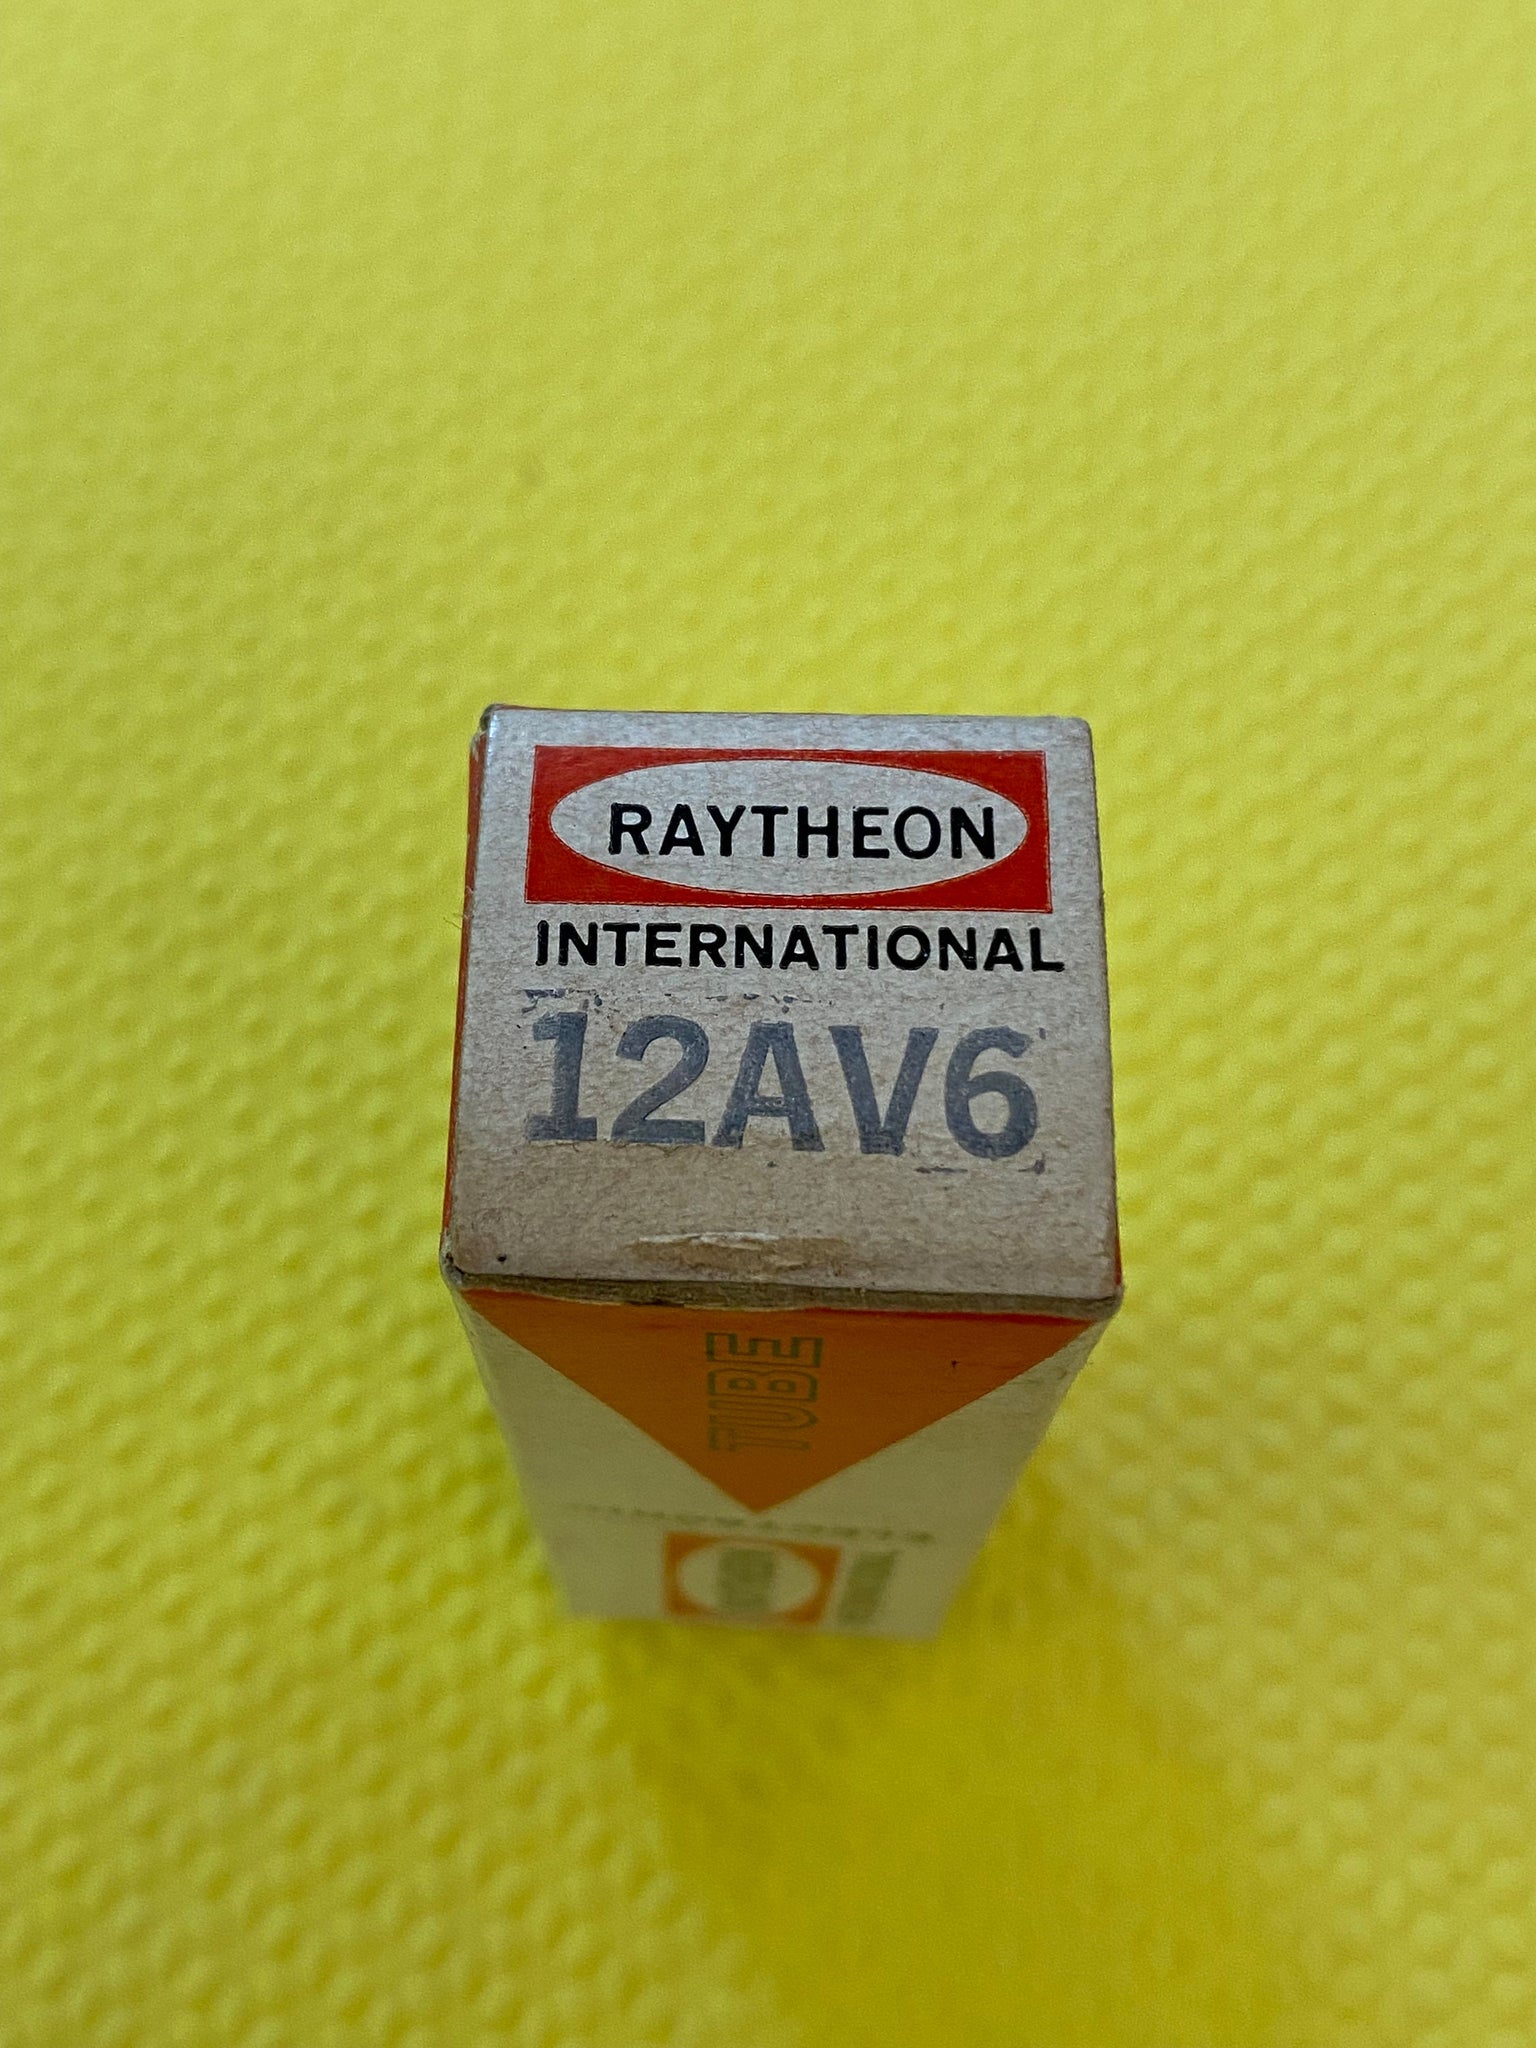 RAYTHEON
INTERNATIONAL
12AV6
TUBE